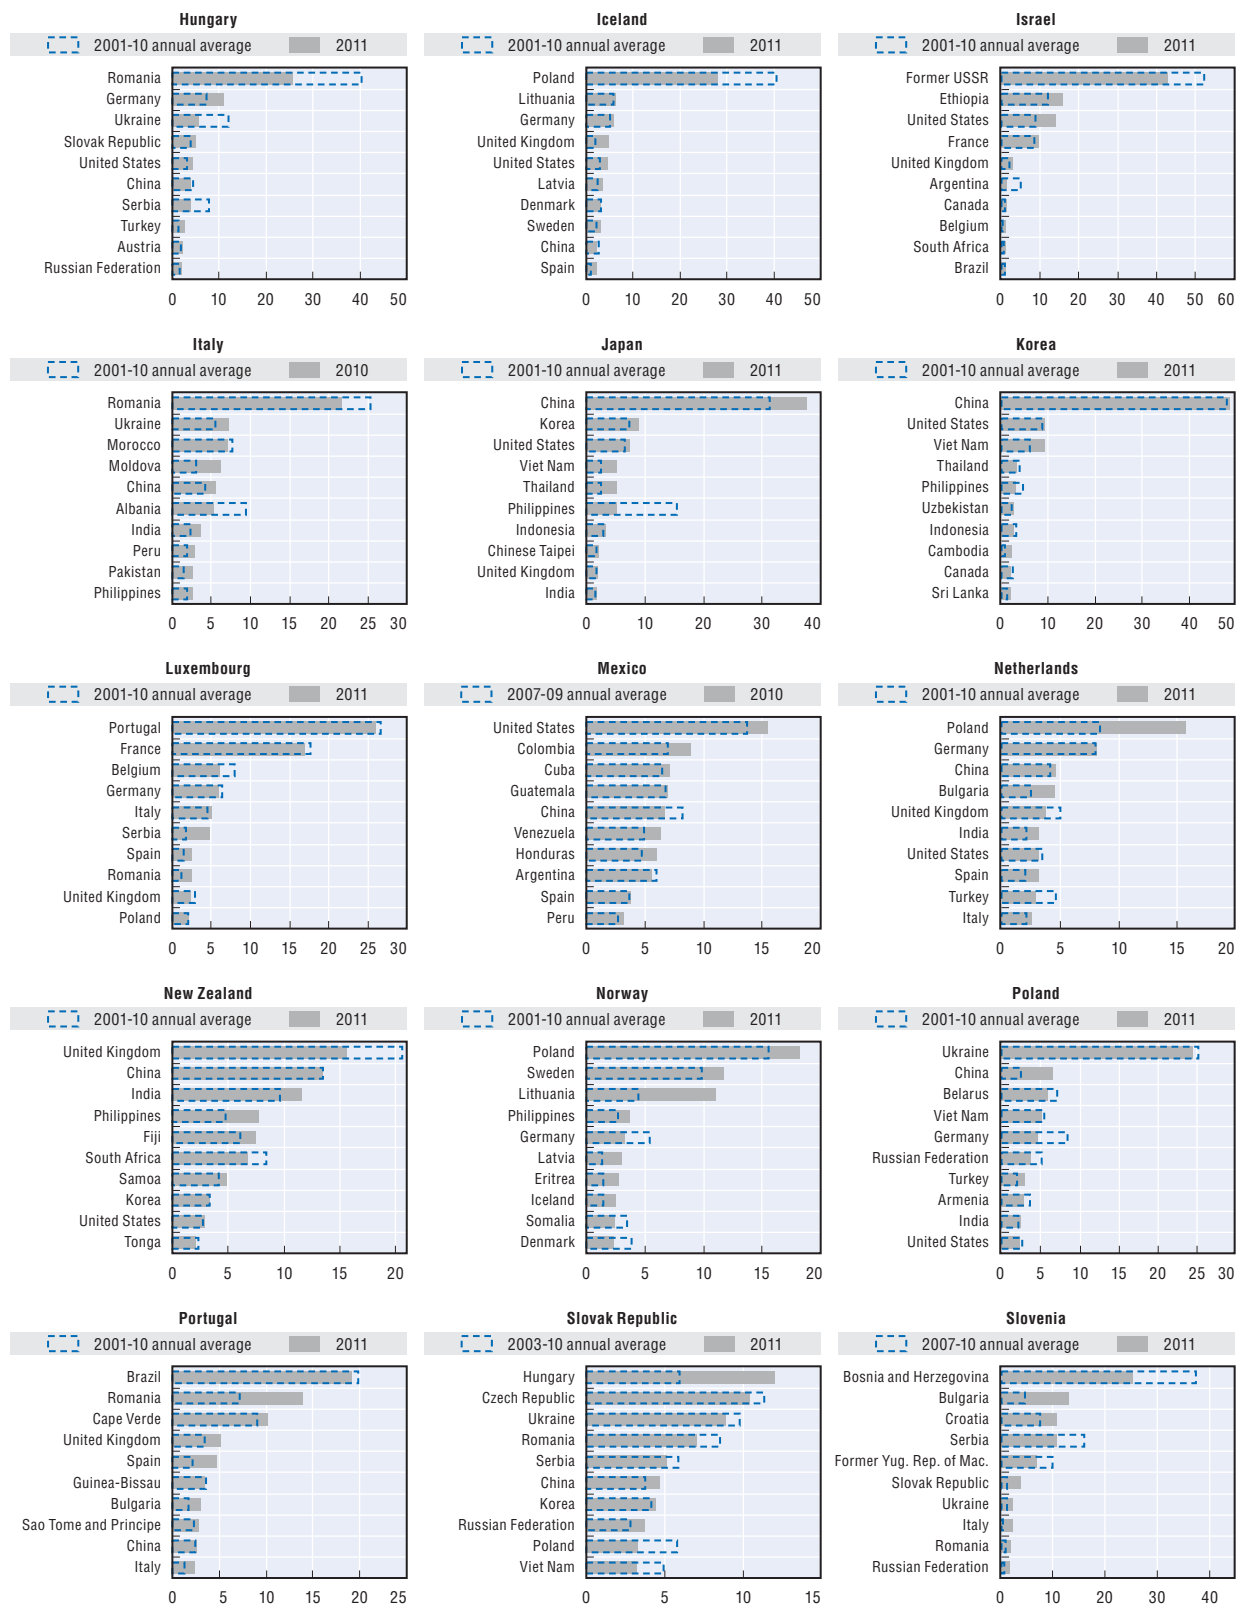 Hungary
2001-10 annual average 2011
Romania
Germany
Ukraine
Slovak Republic
United States
China
Serbia
Turkey
Austria
Russian Federation
0 10 20 30 40 50
Iceland
2001-10 annual average 2011
Poland
Lithuania
Germany
United Kingdom
United States
Latvia
Denmark
Sweden
China
Spain
0 10 20 30 40 50
Israel
2001-10 annual average 2011
Former USSR
Ethiopia
United States
France
United Kingdom
Argentina
Canada
Belgium
South Africa
Brazil
0 10 20 30 40 50 60
Italy
2001-10 annual average 2010
Romania
Ukraine
Morocco
Moldova
China
Albania
India
Peru
Pakistan
Philippines
0 5 10 15 20 25 30
Japan
2001-10 annual average 2011
China
Korea
United States
Viet Nam
Thailand
Philippines
Indonesia
Chinese Taipei
United Kingdom
India
0 10 20 30 40
Korea
2001-10 annual average 2011
China
United States
Viet Nam
Thailand
Philippines
Uzbekistan
Indonesia
Cambodia
Canada
Sri Lanka
0 10 20 30 40 50
Luxembourg
2001-10 annual average 2011
Portugal
France
Belgium
Germany
Italy
Serbia
Spain
Romania
United Kingdom
Poland
0 5 10 15 20 25 30
Mexico
2007-09 annual average 2010
United States
Colombia
Cuba
Guatemala
China
Venezuela
Honduras
Argentina
Spain
Peru
0 5 10 15 20
Netherlands
2001-10 annual average 2011
Poland
Germany
China
Bulgaria
United Kingdom
India
United States
Spain
Turkey
Italy
0 5 10 15 20
New Zealand
2001-10 annual average 2011
United Kingdom
China
India
Philippines
Fiji
South Africa
Samoa
Korea
United States
Tonga
0 5 10 15 20
Norway
2001-10 annual average 2011
Poland
Sweden
Lithuania
Philippines
Germany
Latvia
Eritrea
Iceland
Somalia
Denmark
0 5 10 15 20
Poland
2001-10 annual average 2011
Ukraine
China
Belarus
Viet Nam
Germany
Russian Federation
Turkey
Armenia
India
United States
0 5 10 15 20 25 30
Portugal
2001-10 annual average 2011
Brazil
Romania
Cape Verde
United Kingdom
Spain
Guinea-Bissau
Bulgaria
Sao Tome and Principe
China
Italy
0 5 10 15 20 25
Slovak Republic
2003-10 annual average 2011
Hungary
Czech Republic
Ukraine
Romania
Serbia
China
Korea
Russian Federation
Poland
Viet Nam
0 5 10 15
Slovenia
2007-10 annual average 2011
Bosnia and Herzegovina
Bulgaria
Croatia
Serbia
Former Yug. Rep. of Mac.
Slovak Republic
Ukraine
Italy
Romania
Russian Federation
0 10 20 30 40